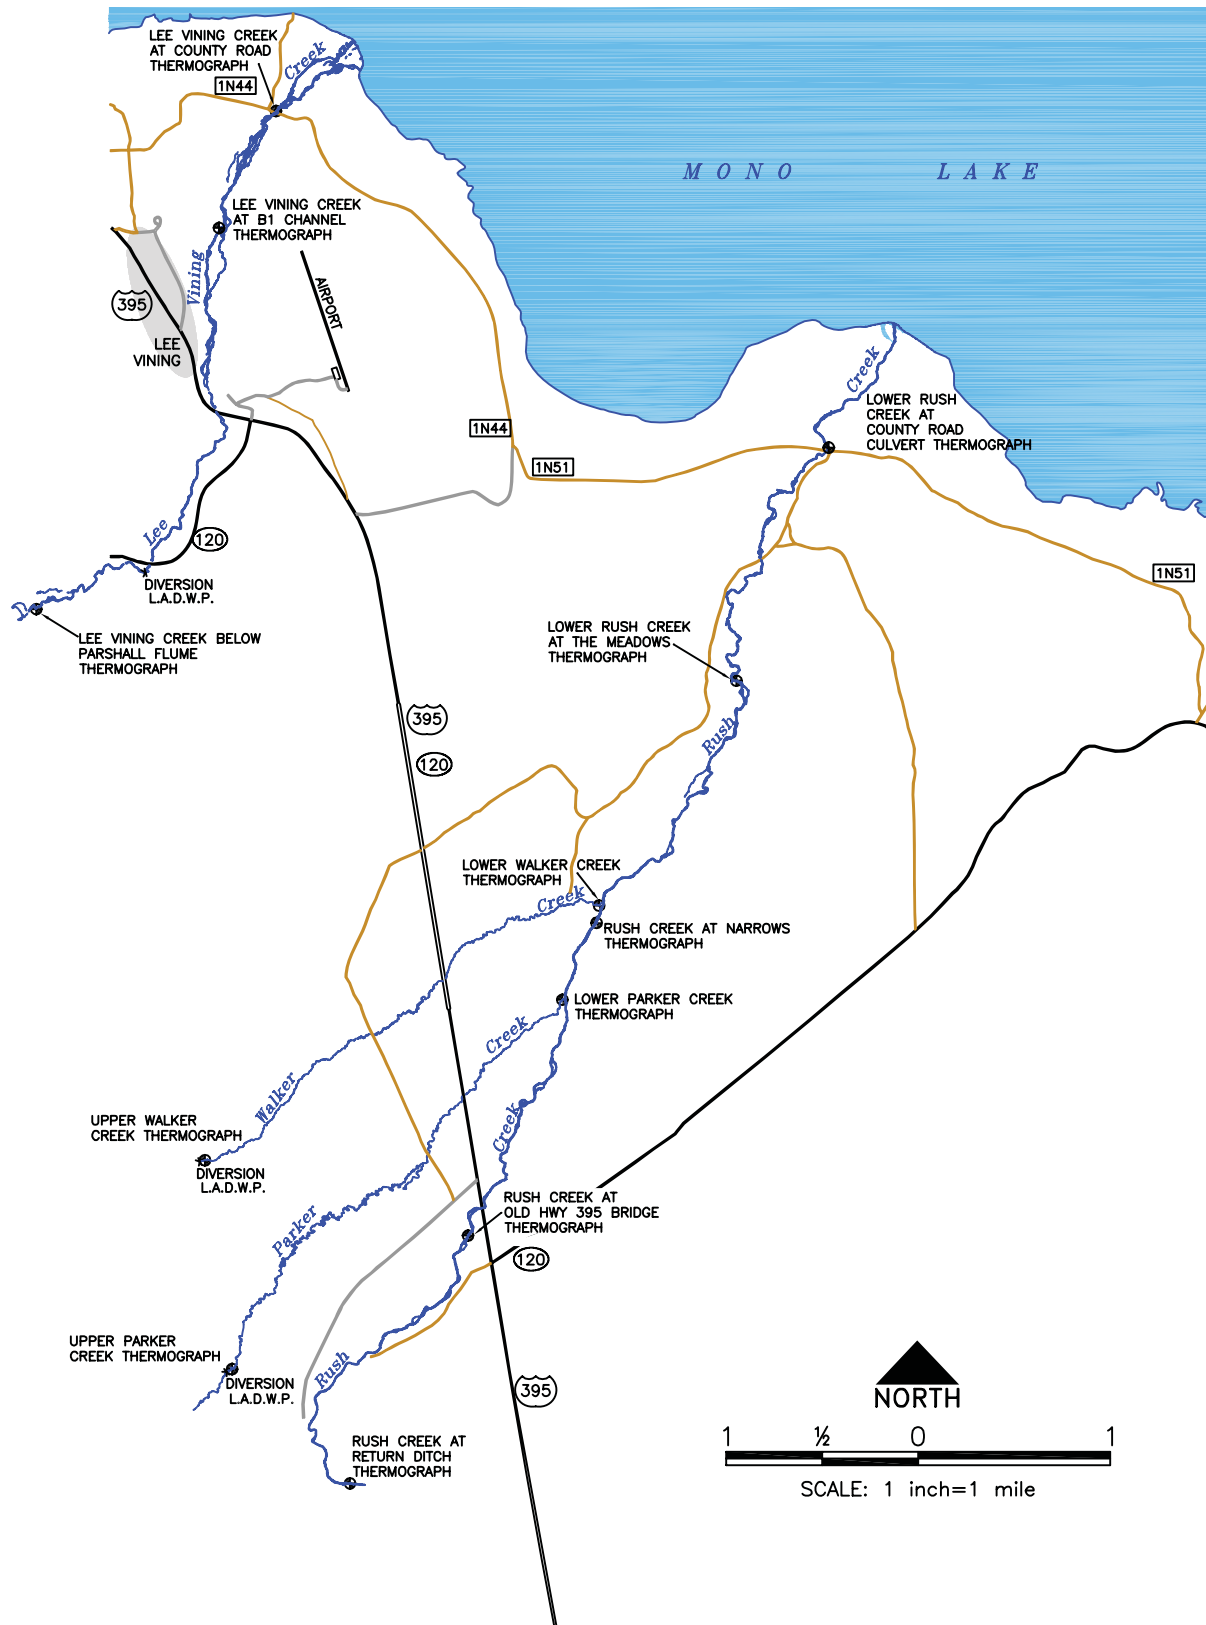 LEE VINING CREEK
AT COUNTY ROAD
THERMOGRAPH
Creek
1N44
MONO LAKE
LEE VINING CREEK
AT B1 CHANNEL
THERMOGRAPH
Vining
AIRPORT
395
LEE
VINING
Creek
LOWER RUSH
CREEK AT
COUNTY ROAD
CULVERT THERMOGRAPH
1N44
1N51
Lee
120
1N51
DIVERSION
L.A.D.W.P.
LEE VINING CREEK BELOW
PARSHALL FLUME
THERMOGRAPH
LOWER RUSH CREEK
AT THE MEADOWS
THERMOGRAPH
395
Rush
120
LOWER WALKER CREEK
THERMOGRAPH
Creek
RUSH CREEK AT NARROWS
THERMOGRAPH
LOWER PARKER CREEK
THERMOGRAPH
Creek
Walker
UPPER WALKER
CREEK THERMOGRAPH
Creek
DIVERSION
L.A.D.W.P.
RUSH CREEK AT
OLD HWY 395 BRIDGE
THERMOGRAPH
Parker
120
UPPER PARKER
CREEK THERMOGRAPH
DIVERSION
L.A.D.W.P.
Rush
395
NORTH
RUSH CREEK AT
RETURN DITCH
THERMOGRAPH
1 ½ 0 1
SCALE: 1 inch=1 mile